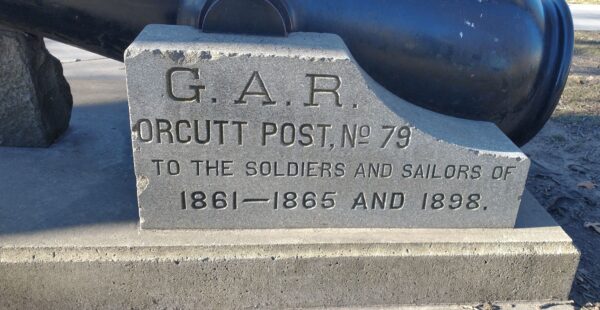 G.A.R.
ORCUTT POST, Nº 79
TO THE SOLDIERS AND SAILORS OF
1861—1865 AND 1898.